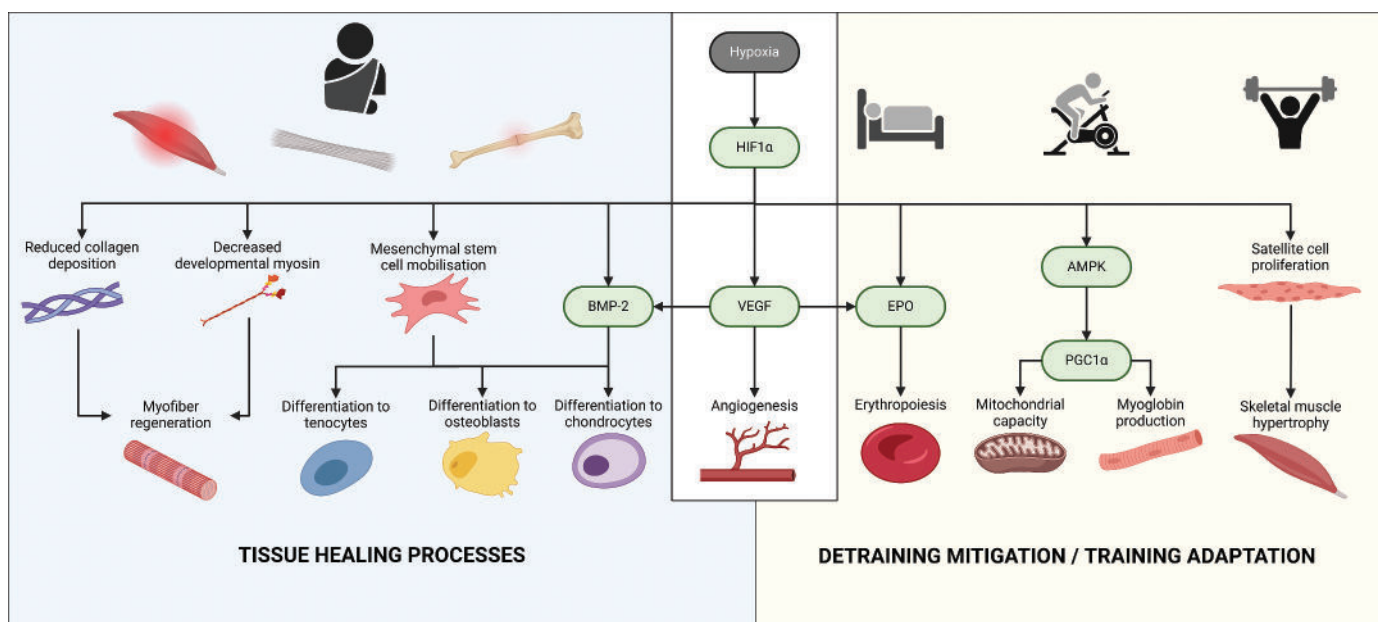 Hypoxia
HIF1α
Reduced collagen
deposition
Decreased
developmental myosin
Mesenchymal stem
cell mobilisation
BMP-2
VEGF
EPO
AMPK
PGC1α
Satellite cell
proliferation
Myofiber
regeneration
Differentiation to
tenocytes
Differentiation to
osteoblasts
Differentiation to
chondrocytes
Angiogenesis
Erythropoiesis
Mitochondrial
capacity
Myoglobin
production
Skeletal muscle
hypertrophy
TISSUE HEALING PROCESSES
DETRAINING MITIGATION / TRAINING ADAPTATION